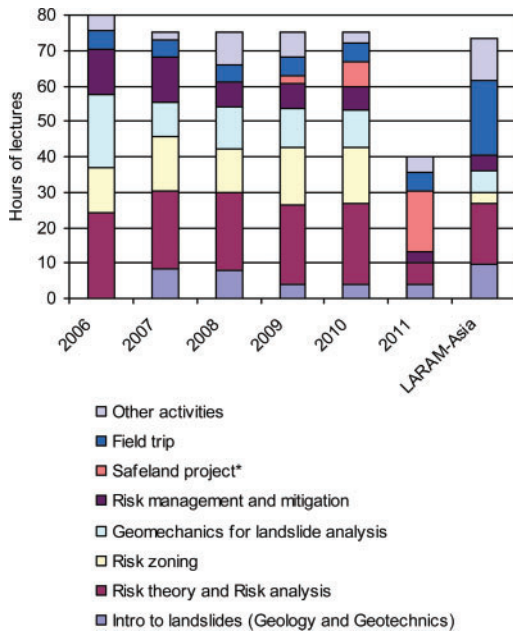 Hours of lectures
80
70
60
50
40
30
20
10
0
2006
2007
2008
2009
2010
2011
LARAM-Asia
Other activities
Field trip
Safeland project*
Risk management and mitigation
Geomechanics for landslide analysis
Risk zoning
Risk theory and Risk analysis
Intro to landslides (Geology and Geotechnics)